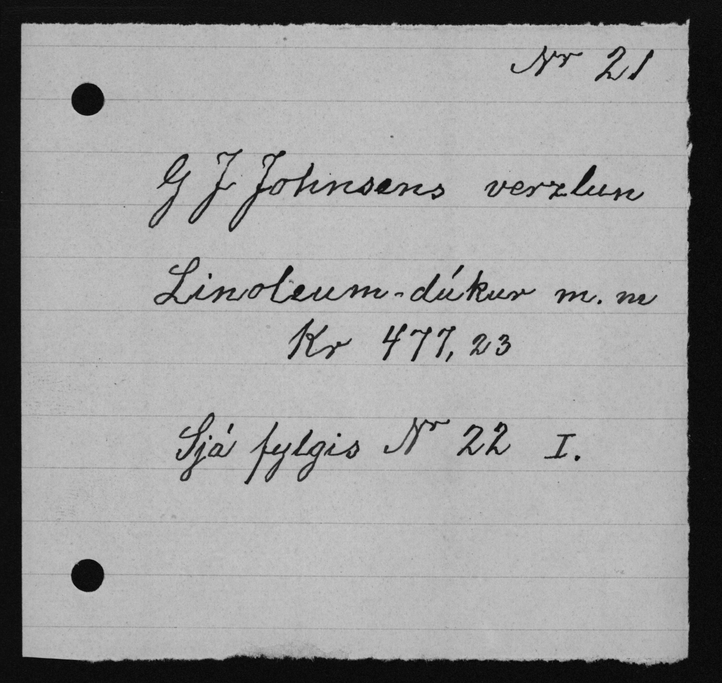 Nr 21
G J Johnsens verzlun
Linoleum-dúkur m. m
Kr 477,23
Sjá fylgis Nr 22 I.